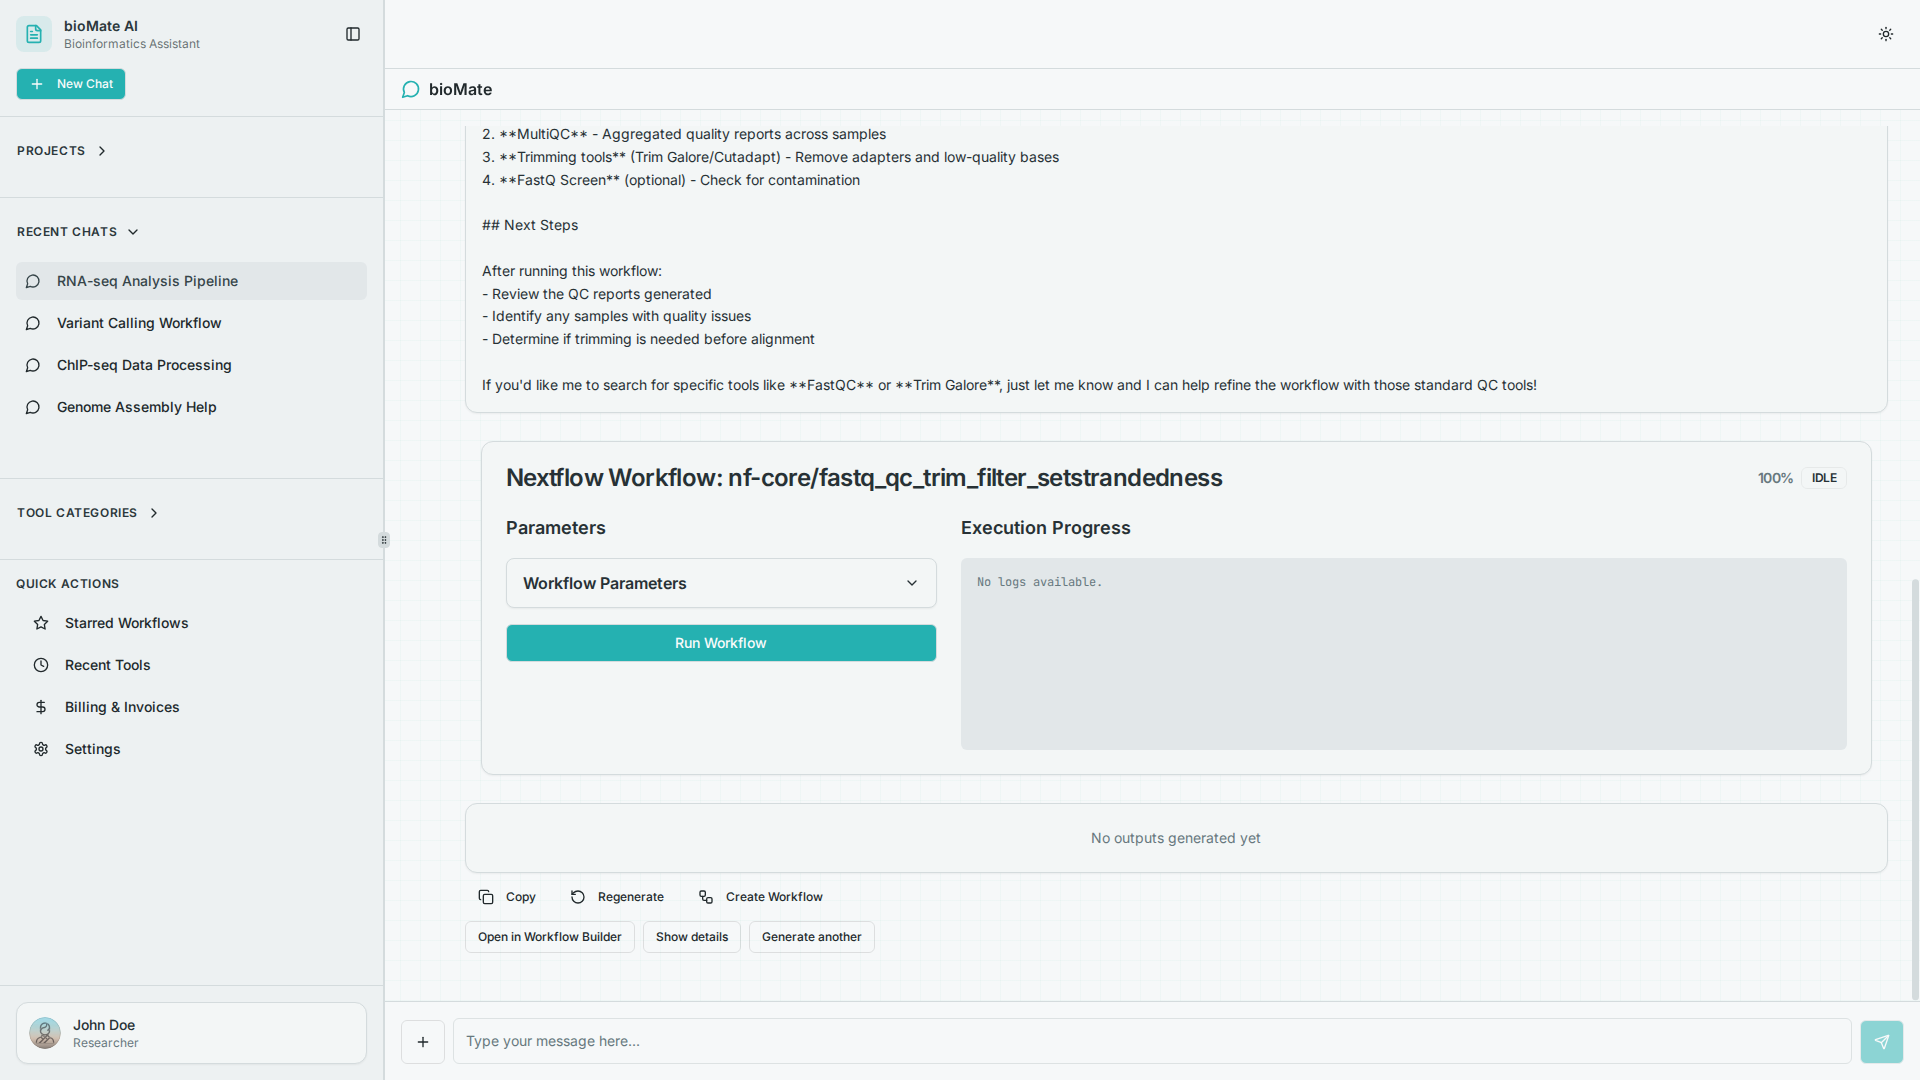 bioMate AI
Bioinformatics Assistant
New Chat
PROJECTS
RECENT CHATS
RNA-seq Analysis Pipeline
Variant Calling Workflow
ChIP-seq Data Processing
Genome Assembly Help
TOOL CATEGORIES
QUICK ACTIONS
Starred Workflows
Recent Tools
Billing & Invoices
Settings
John Doe
Researcher
bioMate
2. **MultiQC** - Aggregated quality reports across samples
3. **Trimming tools** (Trim Galore/Cutadapt) - Remove adapters and low-quality bases
4. **FastQ Screen** (optional) - Check for contamination
## Next Steps
After running this workflow:
- Review the QC reports generated
- Identify any samples with quality issues
- Determine if trimming is needed before alignment
If you'd like me to search for specific tools like **FastQC** or **Trim Galore**, just let me know and I can help refine the workflow with those standard QC tools!
Nextflow Workflow: nf-core/fastq_qc_trim_filter_setstrandedness
100% IDLE
Parameters
Workflow Parameters
Run Workflow
Execution Progress
No logs available.
No outputs generated yet
Copy Regenerate Create Workflow
Open in Workflow Builder Show details Generate another
Type your message here...